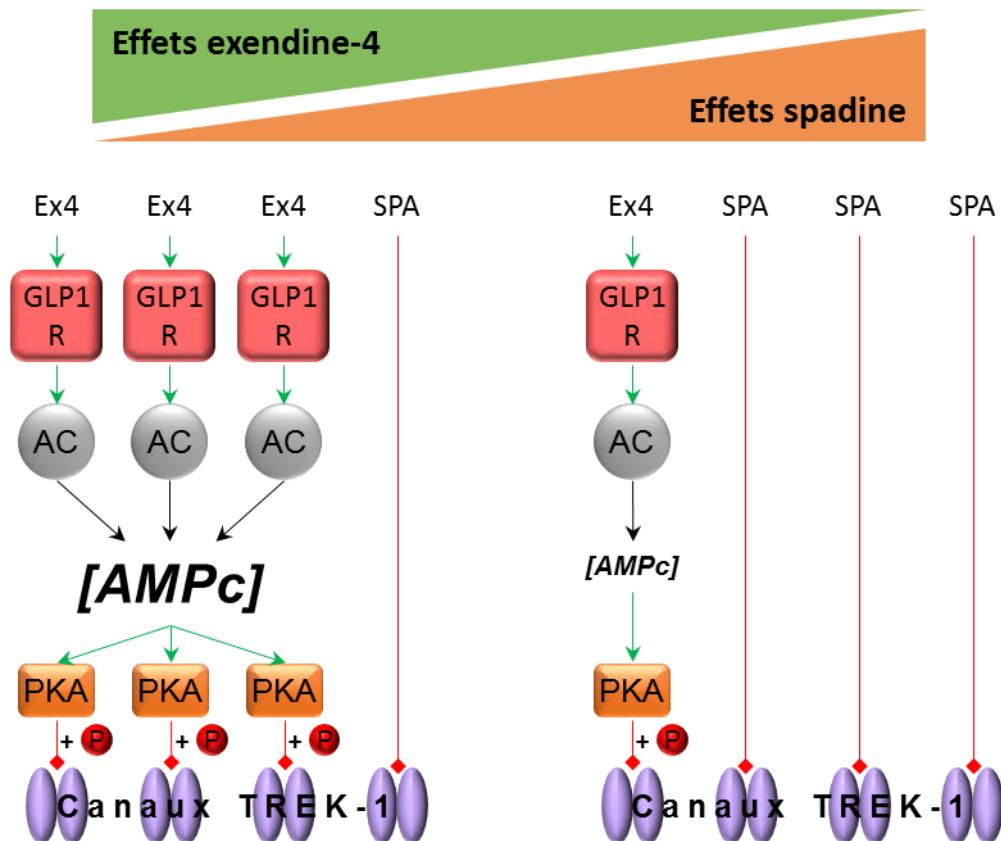 Effets exendine-4
Effets spadine
Ex4 Ex4 Ex4 SPA Ex4 SPA SPA SPA
GLP1 GLP1 GLP1 GLP1
R R R R
AC AC AC AC
[AMPc] [AMPc]
PKA PKA PKA PKA
+ P + P + P + P
Canaux TREK-1 Canaux TREK-1